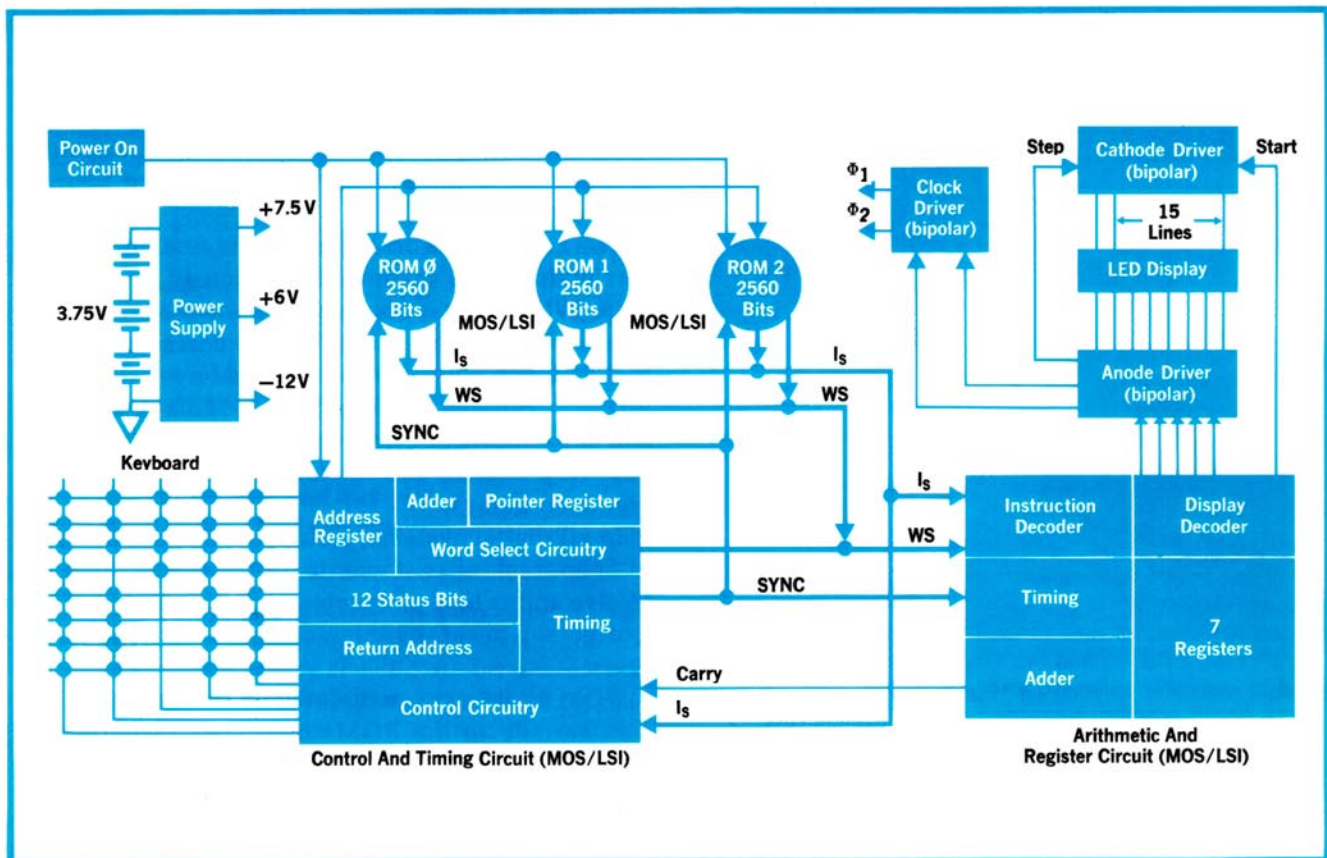 Power On
Circuit
+7.5 V
3.75V
Power
Supply
+6V
−12V
ROM Ø
2560
Bits
ROM 1
2560
Bits
ROM 2
2560
Bits
MOS/LSI
MOS/LSI
Is
Is
WS
WS
SYNC
Φ1
Φ2
Clock
Driver
(bipolar)
Step
Cathode Driver
(bipolar)
Start
15
Lines
LED Display
Anode Driver
(bipolar)
Keyboard
Address
Register
Adder
Pointer Register
Word Select Circuitry
12 Status Bits
Return Address
Timing
Control Circuitry
Control And Timing Circuit (MOS/LSI)
Is
WS
SYNC
Carry
Is
Instruction
Decoder
Display
Decoder
Timing
7
Registers
Adder
Arithmetic And
Register Circuit (MOS/LSI)